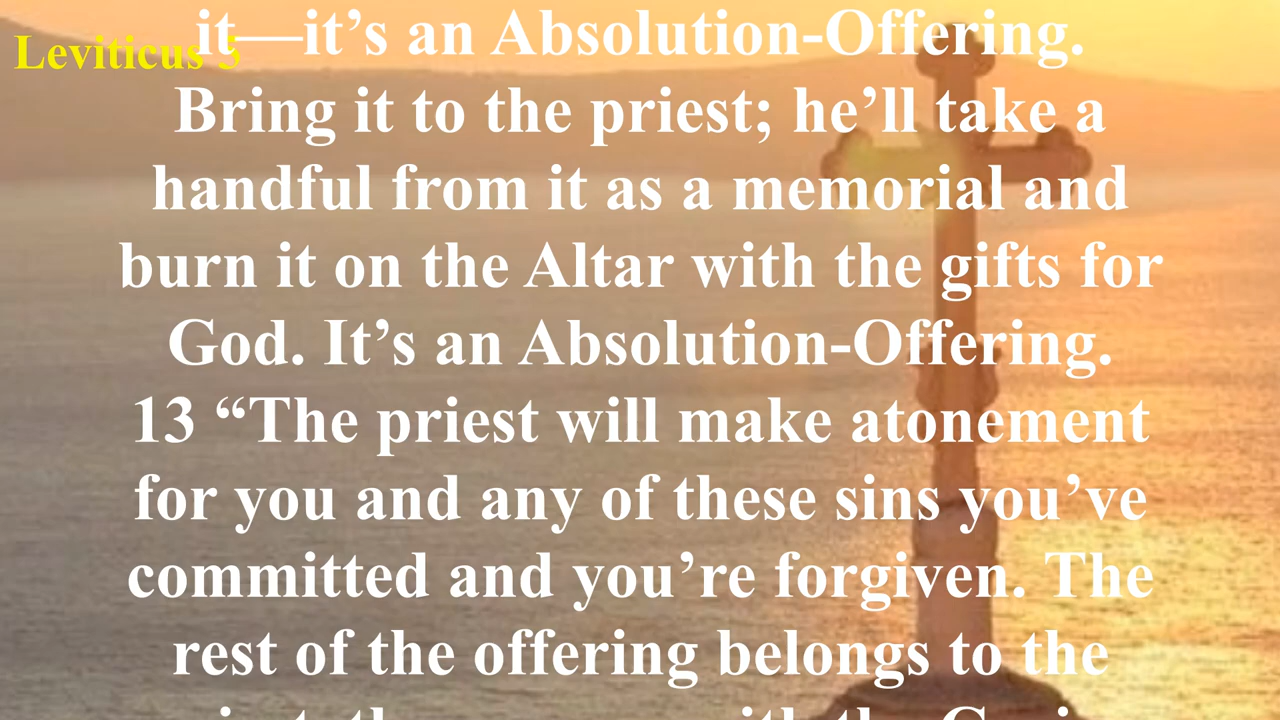 Leviticus 5
it—it’s an Absolution-Offering.
Bring it to the priest; he’ll take a
handful from it as a memorial and
burn it on the Altar with the gifts for
God. It’s an Absolution-Offering.
13 “The priest will make atonement
for you and any of these sins you’ve
committed and you’re forgiven. The
rest of the offering belongs to the